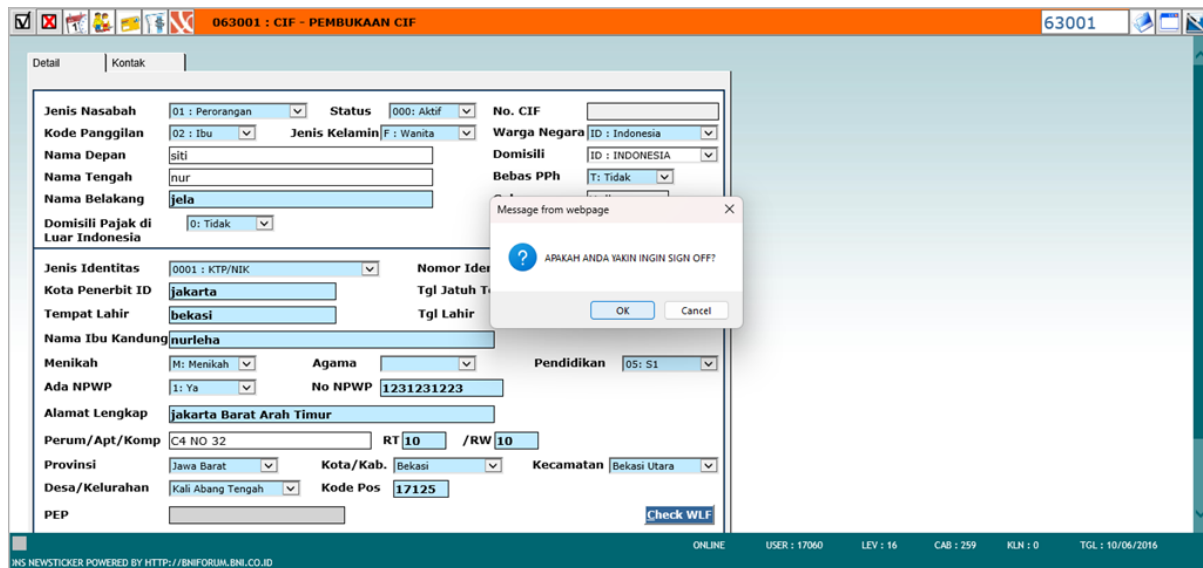 063001 : CIF - PEMBUKAAN CIF 63001
Detail Kontak
Jenis Nasabah 01 : Perorangan Status 000: Aktif No. CIF
Kode Panggilan 02 : Ibu Jenis Kelamin F : Wanita Warga Negara ID : Indonesia
Nama Depan siti Domisili ID : INDONESIA
Nama Tengah nur Bebas PPh T: Tidak
Nama Belakang jela
Message from webpage
Domisili Pajak di Luar Indonesia 0: Tidak
APAKAH ANDA YAKIN INGIN SIGN OFF?
Jenis Identitas 0001 : KTP/NIK Nomor Iden
Kota Penerbit ID jakarta Tgl Jatuh T
OK Cancel
Tempat Lahir bekasi Tgl Lahir
Nama Ibu Kandung nurleha
Menikah M: Menikah Agama Pendidikan 05: S1
Ada NPWP 1: Ya No NPWP 1231231223
Alamat Lengkap jakarta Barat Arah Timur
Perum/Apt/Komp C4 NO 32 RT 10 /RW 10
Provinsi Jawa Barat Kota/Kab. Bekasi Kecamatan Bekasi Utara
Desa/Kelurahan Kali Abang Tengah Kode Pos 17125
PEP Check WLF
ONLINE USER : 17060 LEV : 16 CAB : 259 KLN : 0 TGL : 10/06/2016
NS NEWSTICKER POWERED BY HTTP://BNIFORUM.BNI.CO.ID